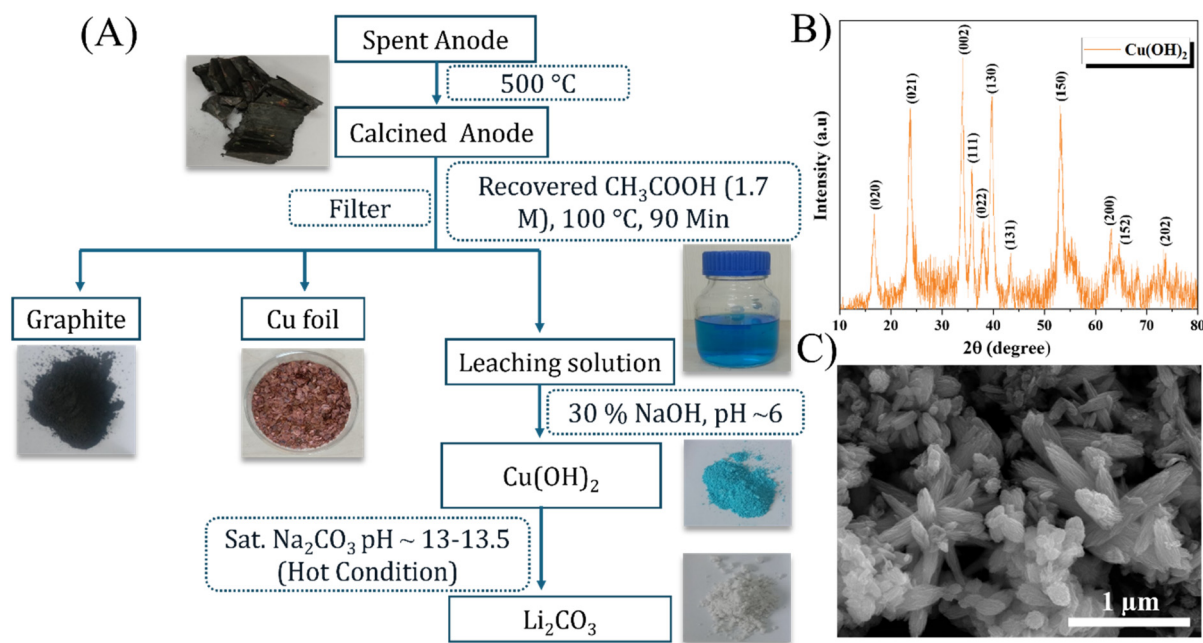 (A)
Spent Anode
500 °C
Calcined Anode
Filter
Recovered CH₃COOH (1.7
M), 100 °C, 90 Min
Graphite
Cu foil
Leaching solution
30 % NaOH, pH ~6
Cu(OH)₂
Sat. Na₂CO₃ pH ~ 13-13.5
(Hot Condition)
Li₂CO₃
B)
Cu(OH)₂
(020)
(021)
(002)
(111)
(022)
(130)
(131)
(150)
(200)
(152)
(202)
Intensity (a.u)
10 20 30 40 50 60 70 80
2θ (degree)
C)
1 µm